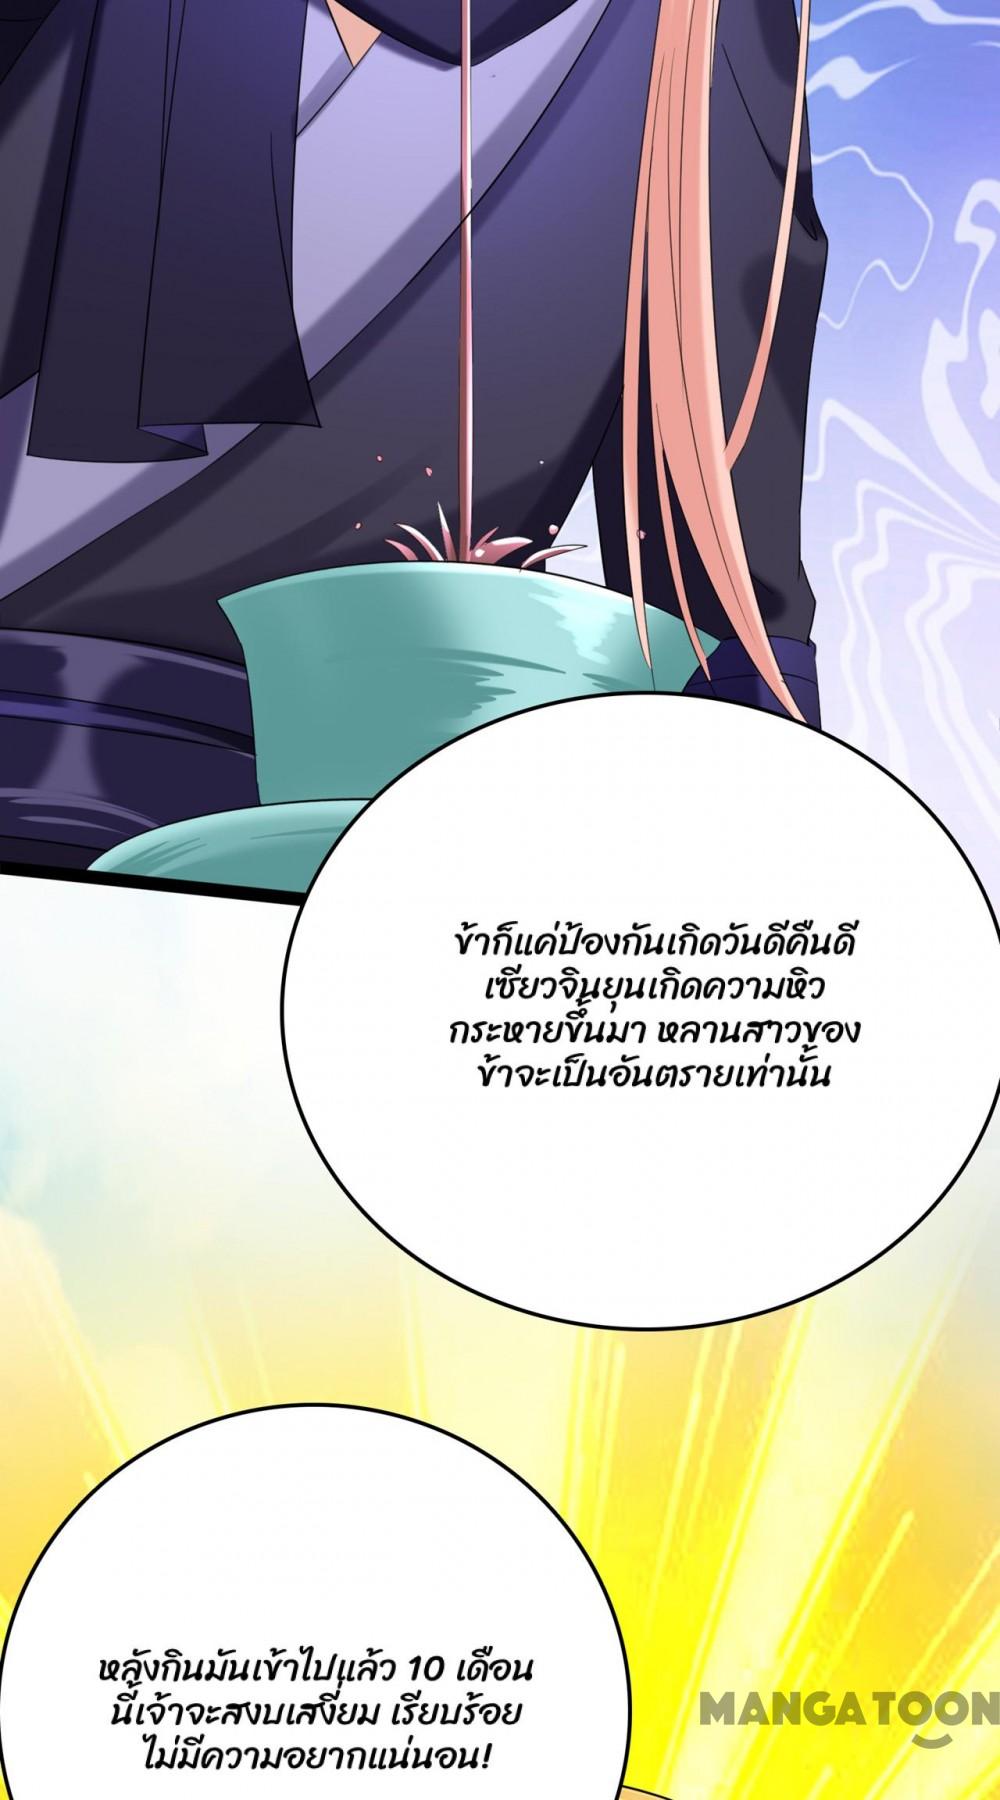 ข้าก็แค่ป้องกันเกิดวันดีคืนดี
เซียวจินยุนเกิดความหิว
กระหายขึ้นมา หลานสาวของ
ข้าจะเป็นอันตรายเท่านั้น
หลังกินมันเข้าไปแล้ว 10 เดือน
นี้เจ้าจะสงบเสงี่ยม เรียบร้อย
ไม่มีความอยากแน่นอน!
MANGATOON